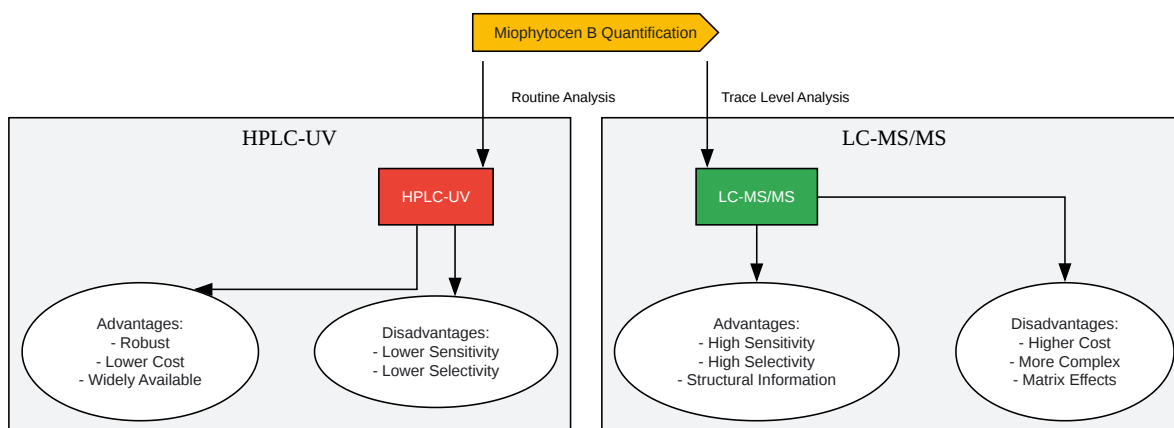 Miophytocen B Quantification
Routine Analysis
Trace Level Analysis
HPLC-UV
HPLC-UV
Advantages:
- Robust
- Lower Cost
- Widely Available
Disadvantages:
- Lower Sensitivity
- Lower Selectivity
LC-MS/MS
LC-MS/MS
Advantages:
- High Sensitivity
- High Selectivity
- Structural Information
Disadvantages:
- Higher Cost
- More Complex
- Matrix Effects